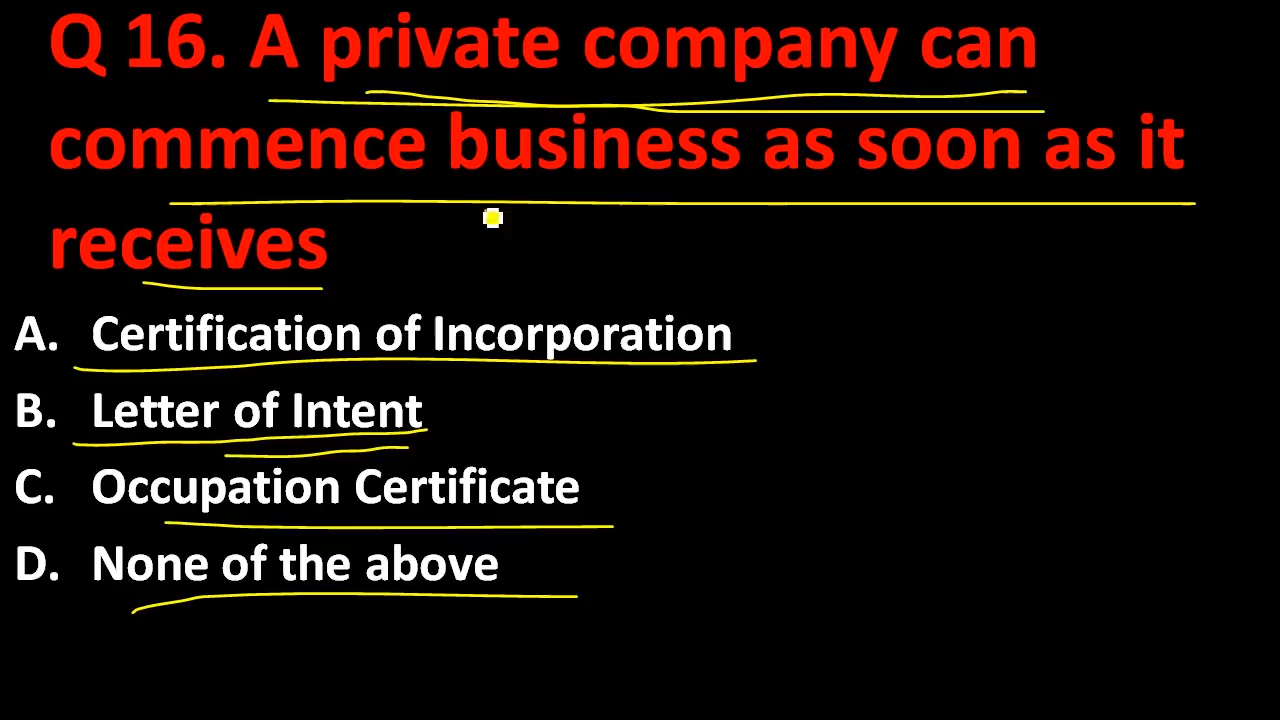 Q 16. A private company can
commence business as soon as it
receives
A. Certification of Incorporation
B. Letter of Intent
C. Occupation Certificate
D. None of the above